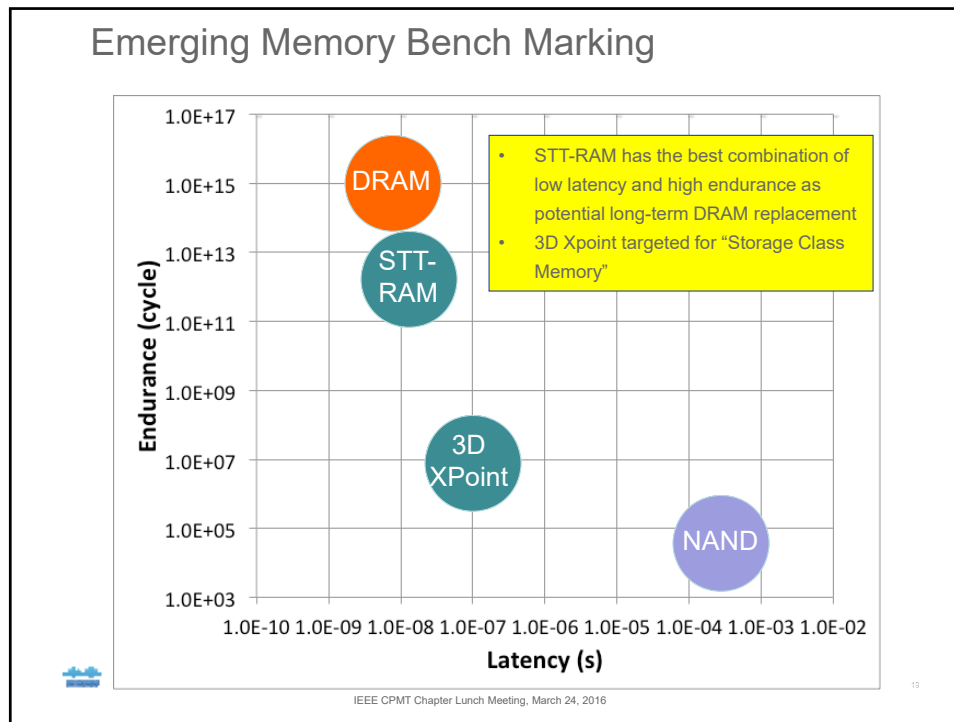 Emerging Memory Bench Marking
1.0E+17
1.0E+15
1.0E+13
1.0E+11
1.0E+09
1.0E+07
1.0E+05
1.0E+03
Endurance (cycle)
DRAM
STT-
RAM
3D
XPoint
NAND
• STT-RAM has the best combination of
low latency and high endurance as
potential long-term DRAM replacement
• 3D Xpoint targeted for “Storage Class
Memory”
1.0E-10 1.0E-09 1.0E-08 1.0E-07 1.0E-06 1.0E-05 1.0E-04 1.0E-03 1.0E-02
Latency (s)
IEEE CPMT Chapter Lunch Meeting, March 24, 2016